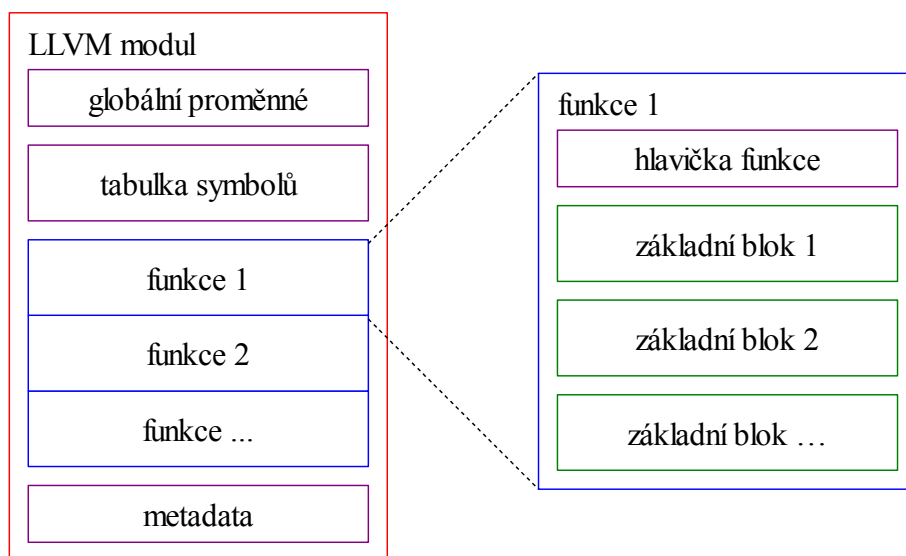 LLVM modul
globální proměnné
tabulka symbolů
funkce 1
funkce 2
funkce ...
metadata
funkce 1
hlavička funkce
základní blok 1
základní blok 2
základní blok …